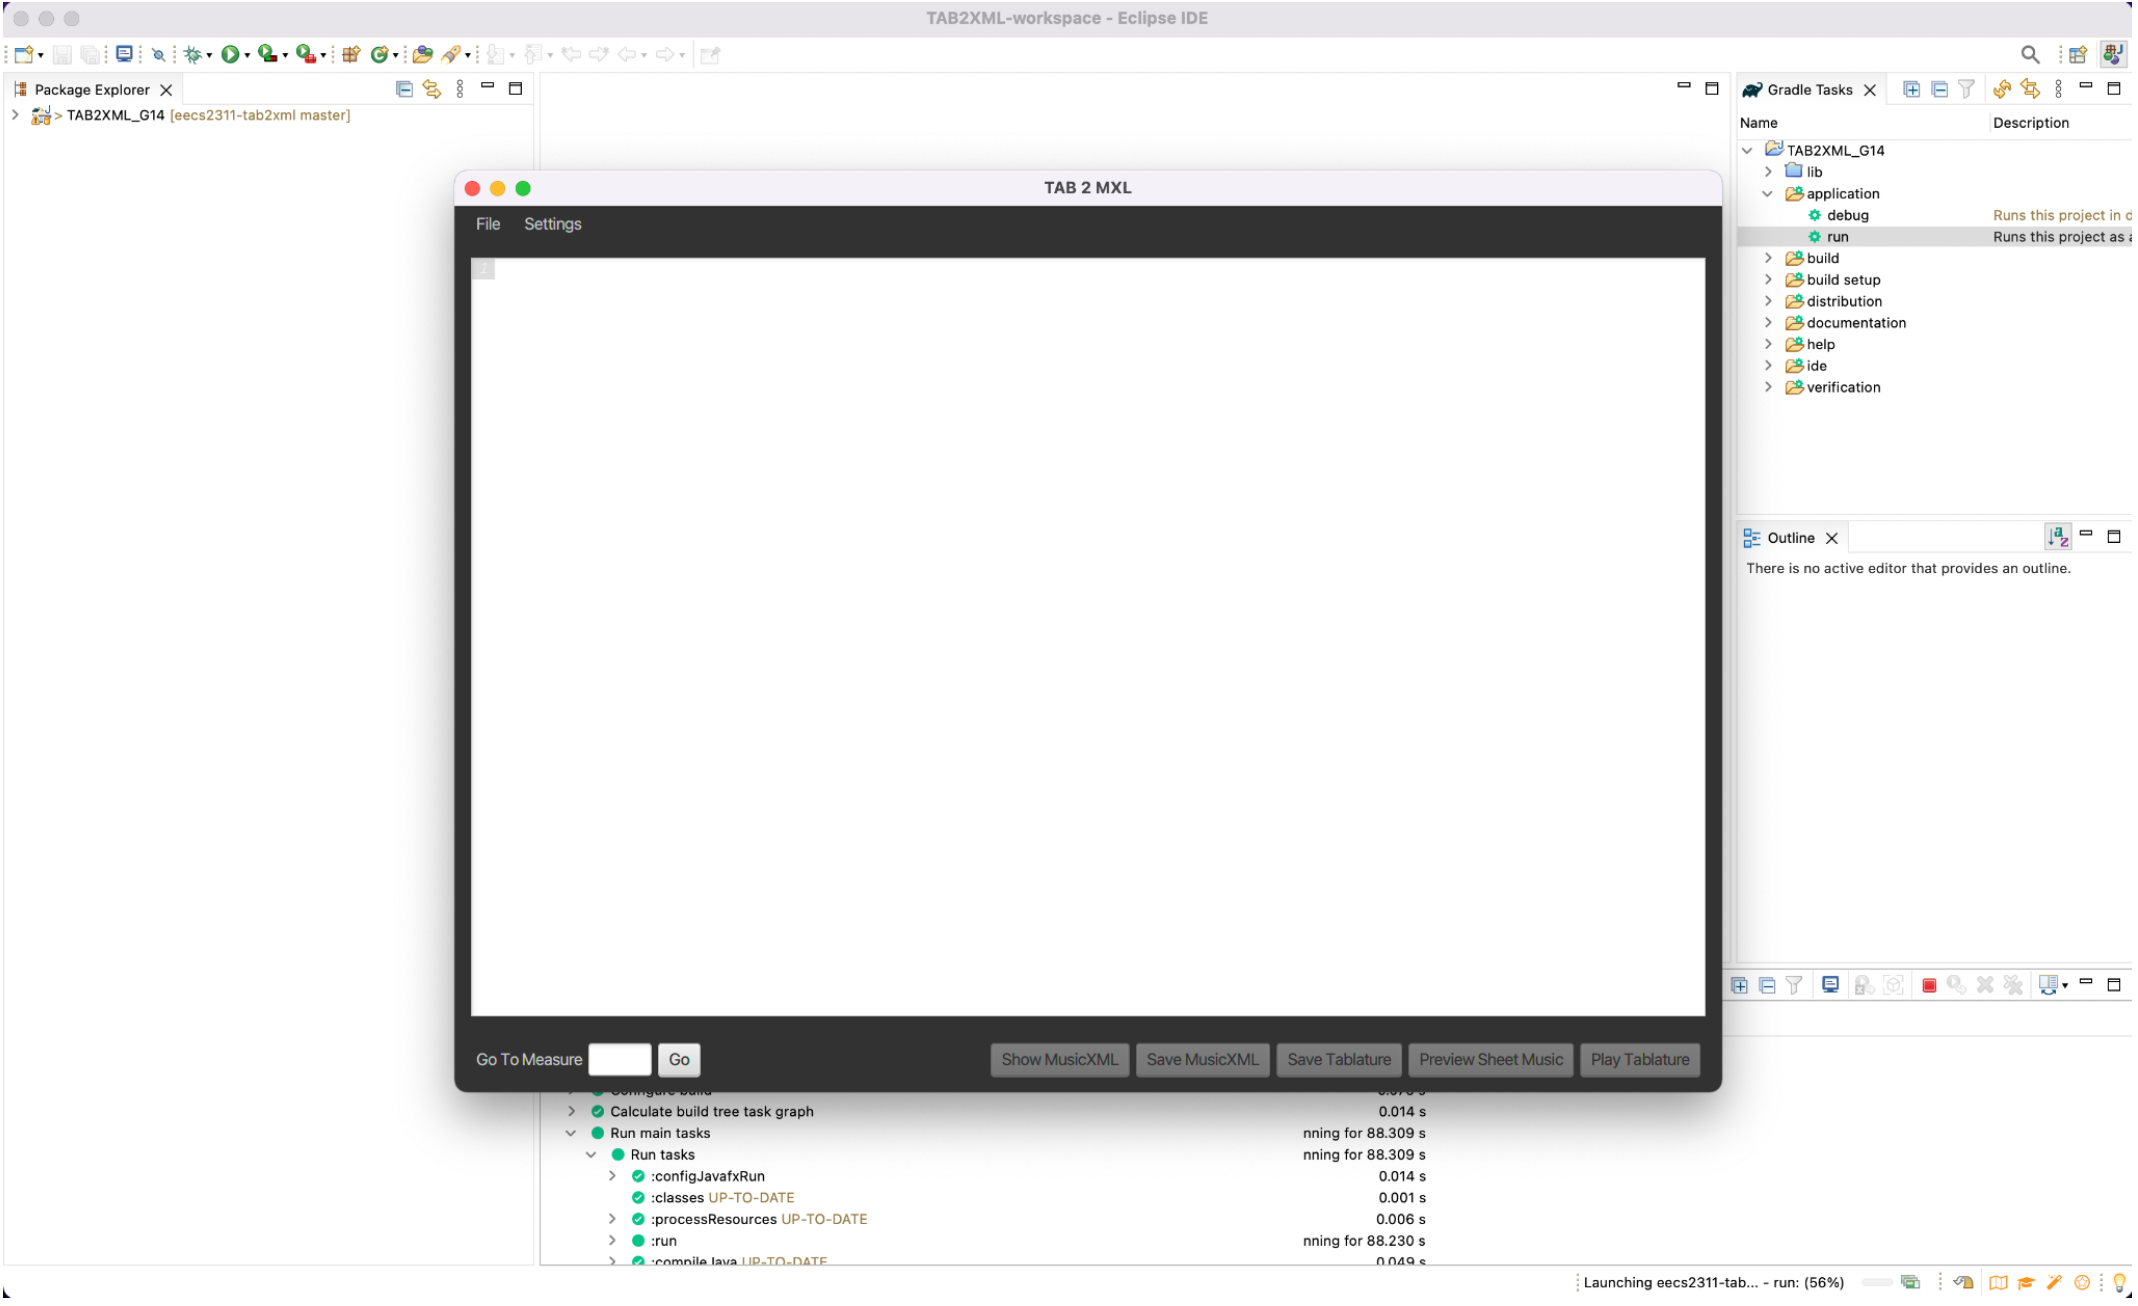 TAB2XML-workspace - Eclipse IDE
Package Explorer
> TAB2XML_G14 [eecs2311-tab2xml master]
Gradle Tasks
Name Description
TAB2XML_G14
lib
application
debug Runs this project in d
run Runs this project as a
build
build setup
distribution
documentation
help
ide
verification
Outline
There is no active editor that provides an outline.
TAB 2 MXL
File Settings
1
Go To Measure Go Show MusicXML Save MusicXML Save Tablature Preview Sheet Music Play Tablature
Calculate build tree task graph 0.014 s
Run main tasks nning for 88.309 s
Run tasks nning for 88.309 s
:configJavafxRun 0.014 s
:classes UP-TO-DATE 0.001 s
:processResources UP-TO-DATE 0.006 s
:run nning for 88.230 s
:compileJava UP-TO-DATE 0.049 s
Launching eecs2311-tab... - run: (56%)